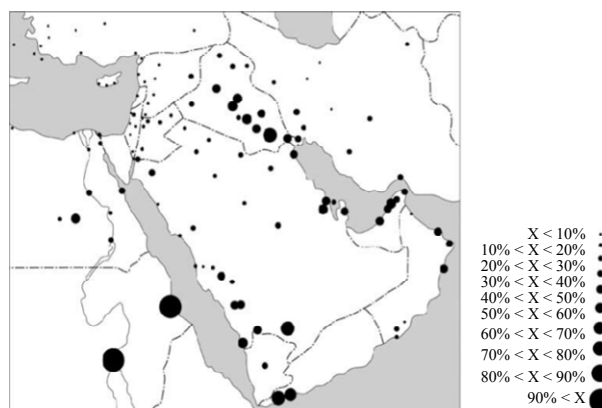 X < 10%
10% < X < 20%
20% < X < 30%
30% < X < 40%
40% < X < 50%
50% < X < 60%
60% < X < 70%
70% < X < 80%
80% < X < 90%
90% < X